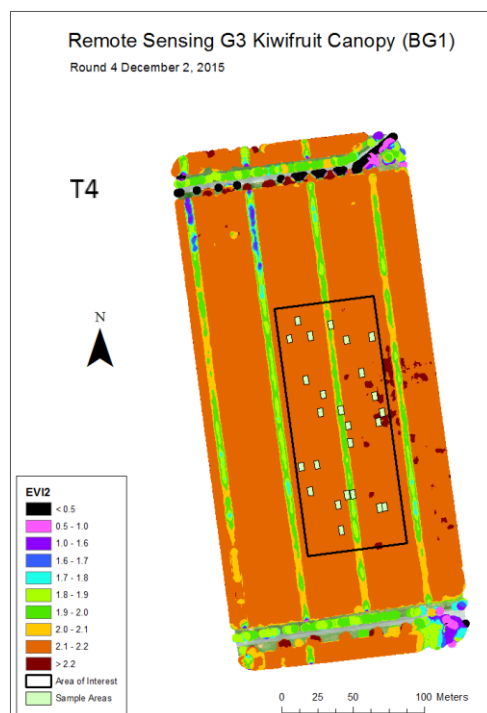 Remote Sensing G3 Kiwifruit Canopy (BG1)
Round 4 December 2, 2015
T4
N
EVI2
< 0.5
0.5 - 1.0
1.0 - 1.6
1.6 - 1.7
1.7 - 1.8
1.8 - 1.9
1.9 - 2.0
2.0 - 2.1
2.1 - 2.2
> 2.2
Area of Interest
Sample Areas
0 25 50 100 Meters